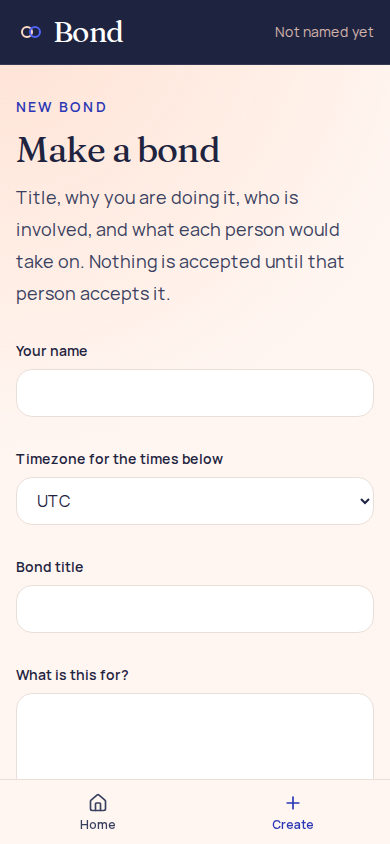 Bond
Not named yet
NEW BOND
Make a bond
Title, why you are doing it, who is
involved, and what each person would
take on. Nothing is accepted until that
person accepts it.
Your name
Timezone for the times below
UTC
Bond title
What is this for?
Home
Create